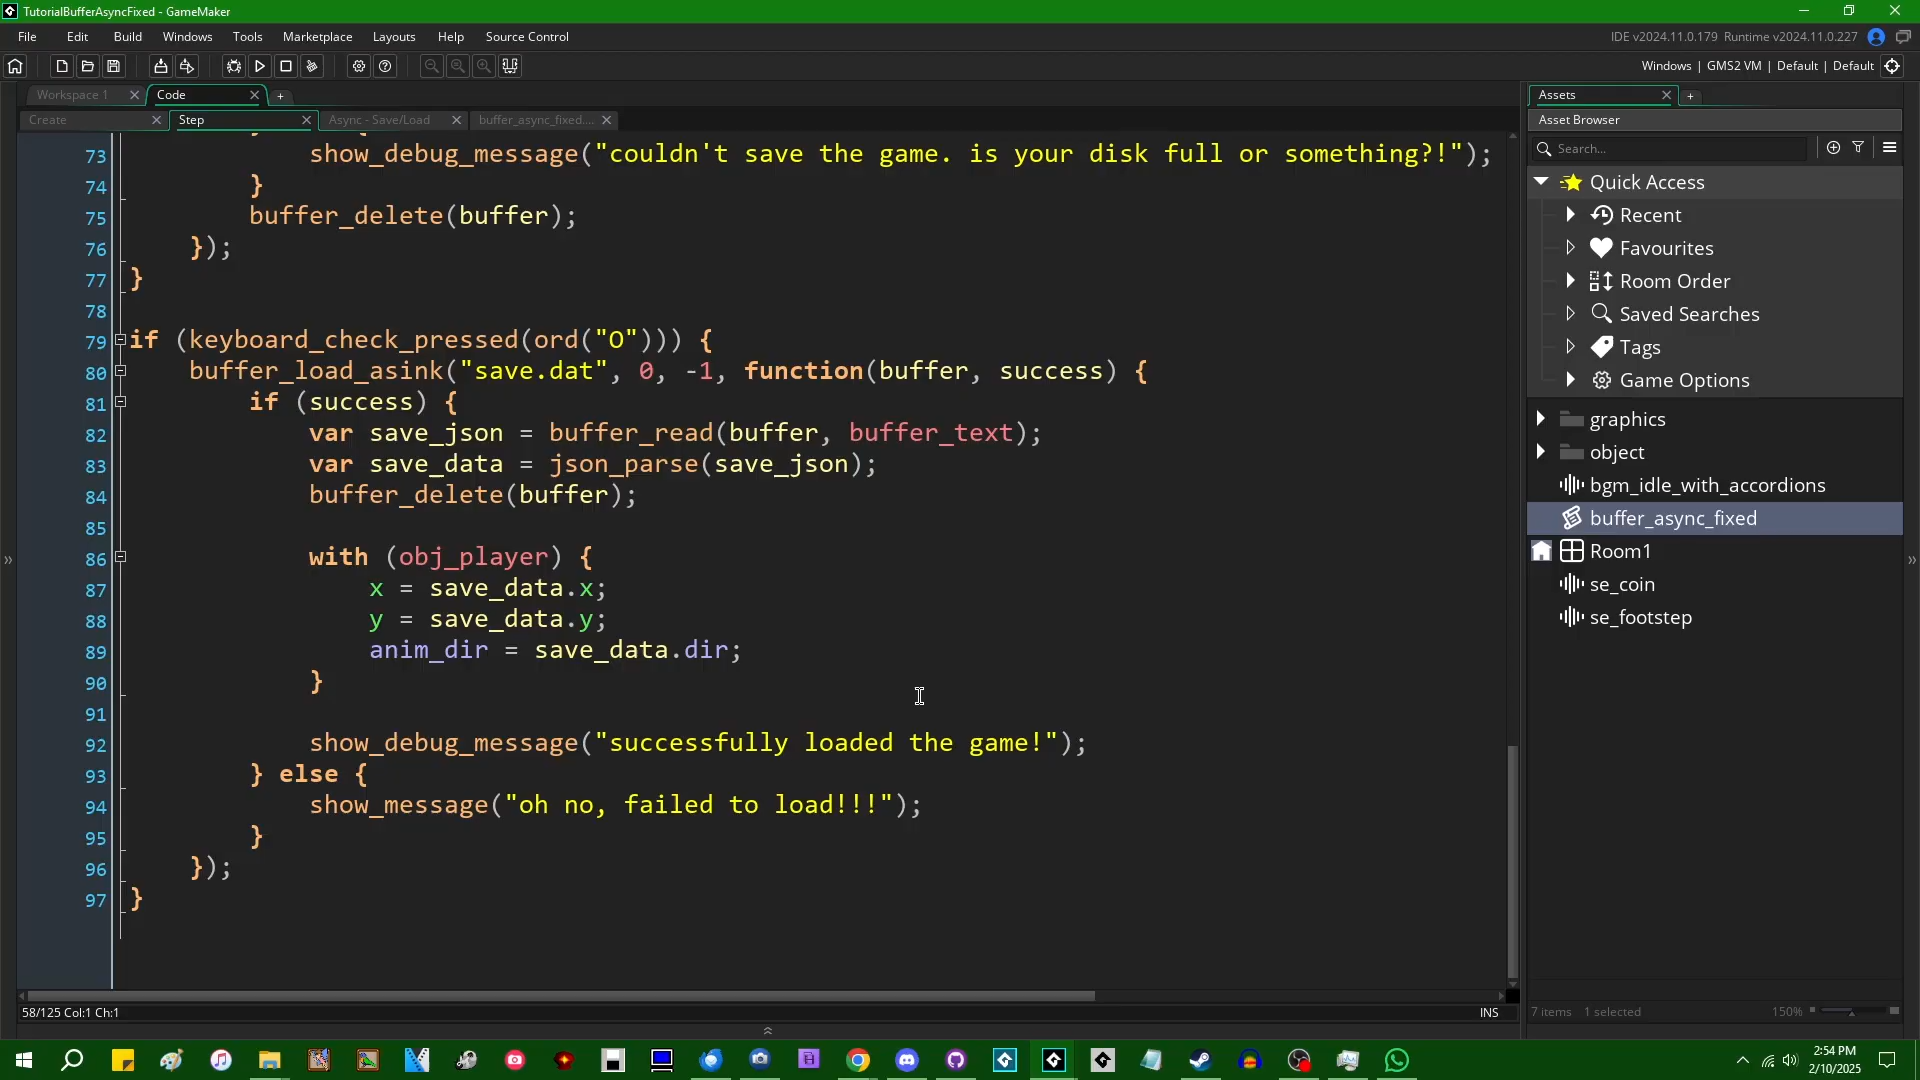 TutorialBufferAsyncFixed - GameMaker
File Edit Build Windows Tools Marketplace Layouts Help Source Control
IDE v2024.11.0.179 Runtime v2024.11.0.227
Windows | GMS2 VM | Default | Default
Workspace 1
Code
Create
Step
Async - Save/Load
buffer_async_fixed....
73 show_debug_message("couldn't save the game. is your disk full or something?!");
74 }
75 buffer_delete(buffer);
76 });
77 }
78
79 if (keyboard_check_pressed(ord("O"))) {
80 buffer_load_asink("save.dat", 0, -1, function(buffer, success) {
81 if (success) {
82 var save_json = buffer_read(buffer, buffer_text);
83 var save_data = json_parse(save_json);
84 buffer_delete(buffer);
85
86 with (obj_player) {
87 x = save_data.x;
88 y = save_data.y;
89 anim_dir = save_data.dir;
90 }
91
92 show_debug_message("successfully loaded the game!");
93 } else {
94 show_message("oh no, failed to load!!!");
95 }
96 });
97 }
58/125 Col:1 Ch:1
INS
Assets
Asset Browser
Search...
Quick Access
Recent
Favourites
Room Order
Saved Searches
Tags
Game Options
graphics
object
bgm_idle_with_accordions
buffer_async_fixed
Room1
se_coin
se_footstep
7 items 1 selected
150%
2:54 PM
2/10/2025